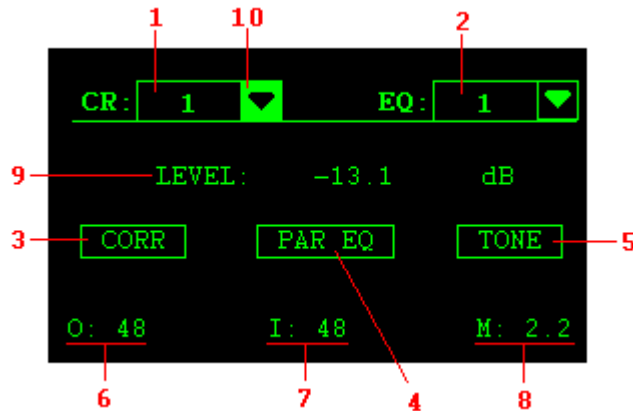 1 10 2
CR: 1 EQ: 1
9 LEVEL: -13.1 dB
3 CORR PAR EQ TONE 5
O: 48 I: 48 M: 2.2
6 7 4 8